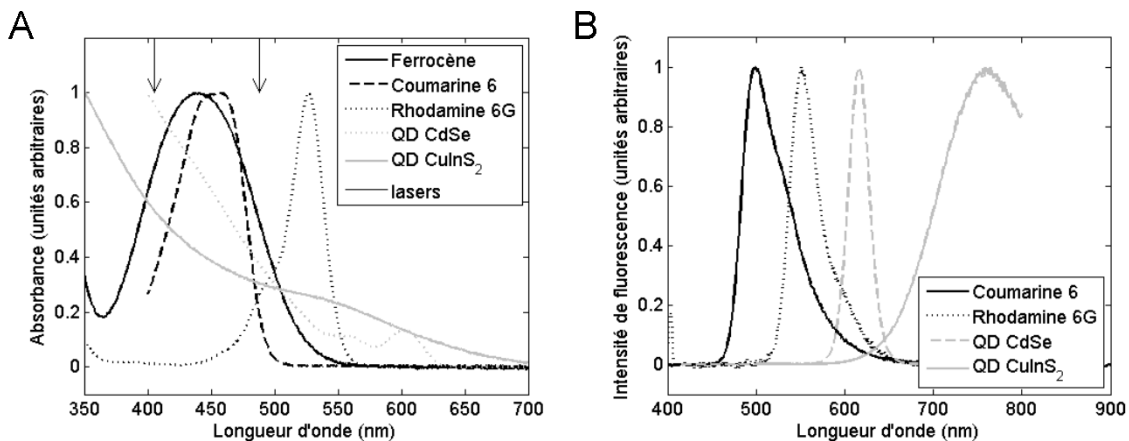 A
Absorbance (unités arbitraires)
1
0.8
0.6
0.4
0.2
0
350 400 450 500 550 600 650 700
Longueur d'onde (nm)
Ferrocène
Coumarine 6
Rhodamine 6G
QD CdSe
QD CuInS2
lasers
B
Intensité de fluorescence (unités arbitraires)
1
0.8
0.6
0.4
0.2
0
400 500 600 700 800 900
Longueur d'onde (nm)
Coumarine 6
Rhodamine 6G
QD CdSe
QD CuInS2